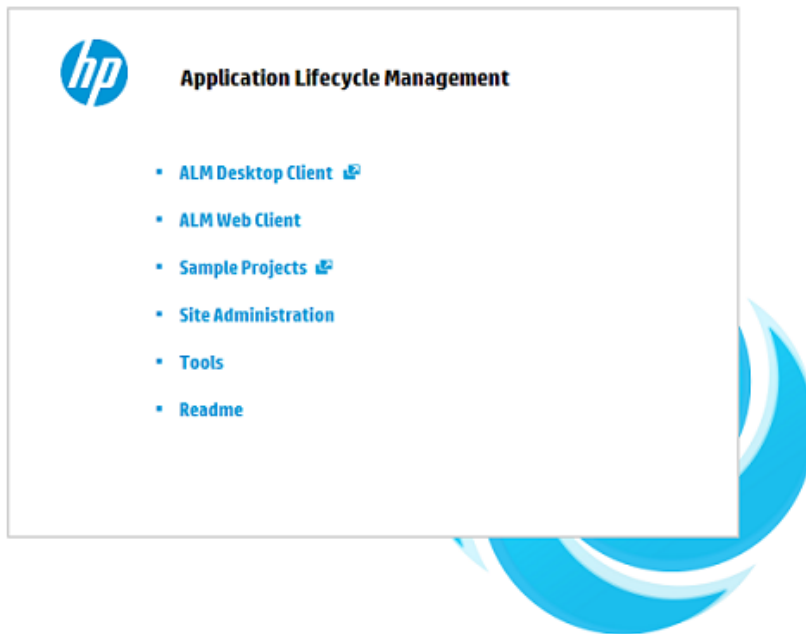 hp
Application Lifecycle Management
ALM Desktop Client
ALM Web Client
Sample Projects
Site Administration
Tools
Readme